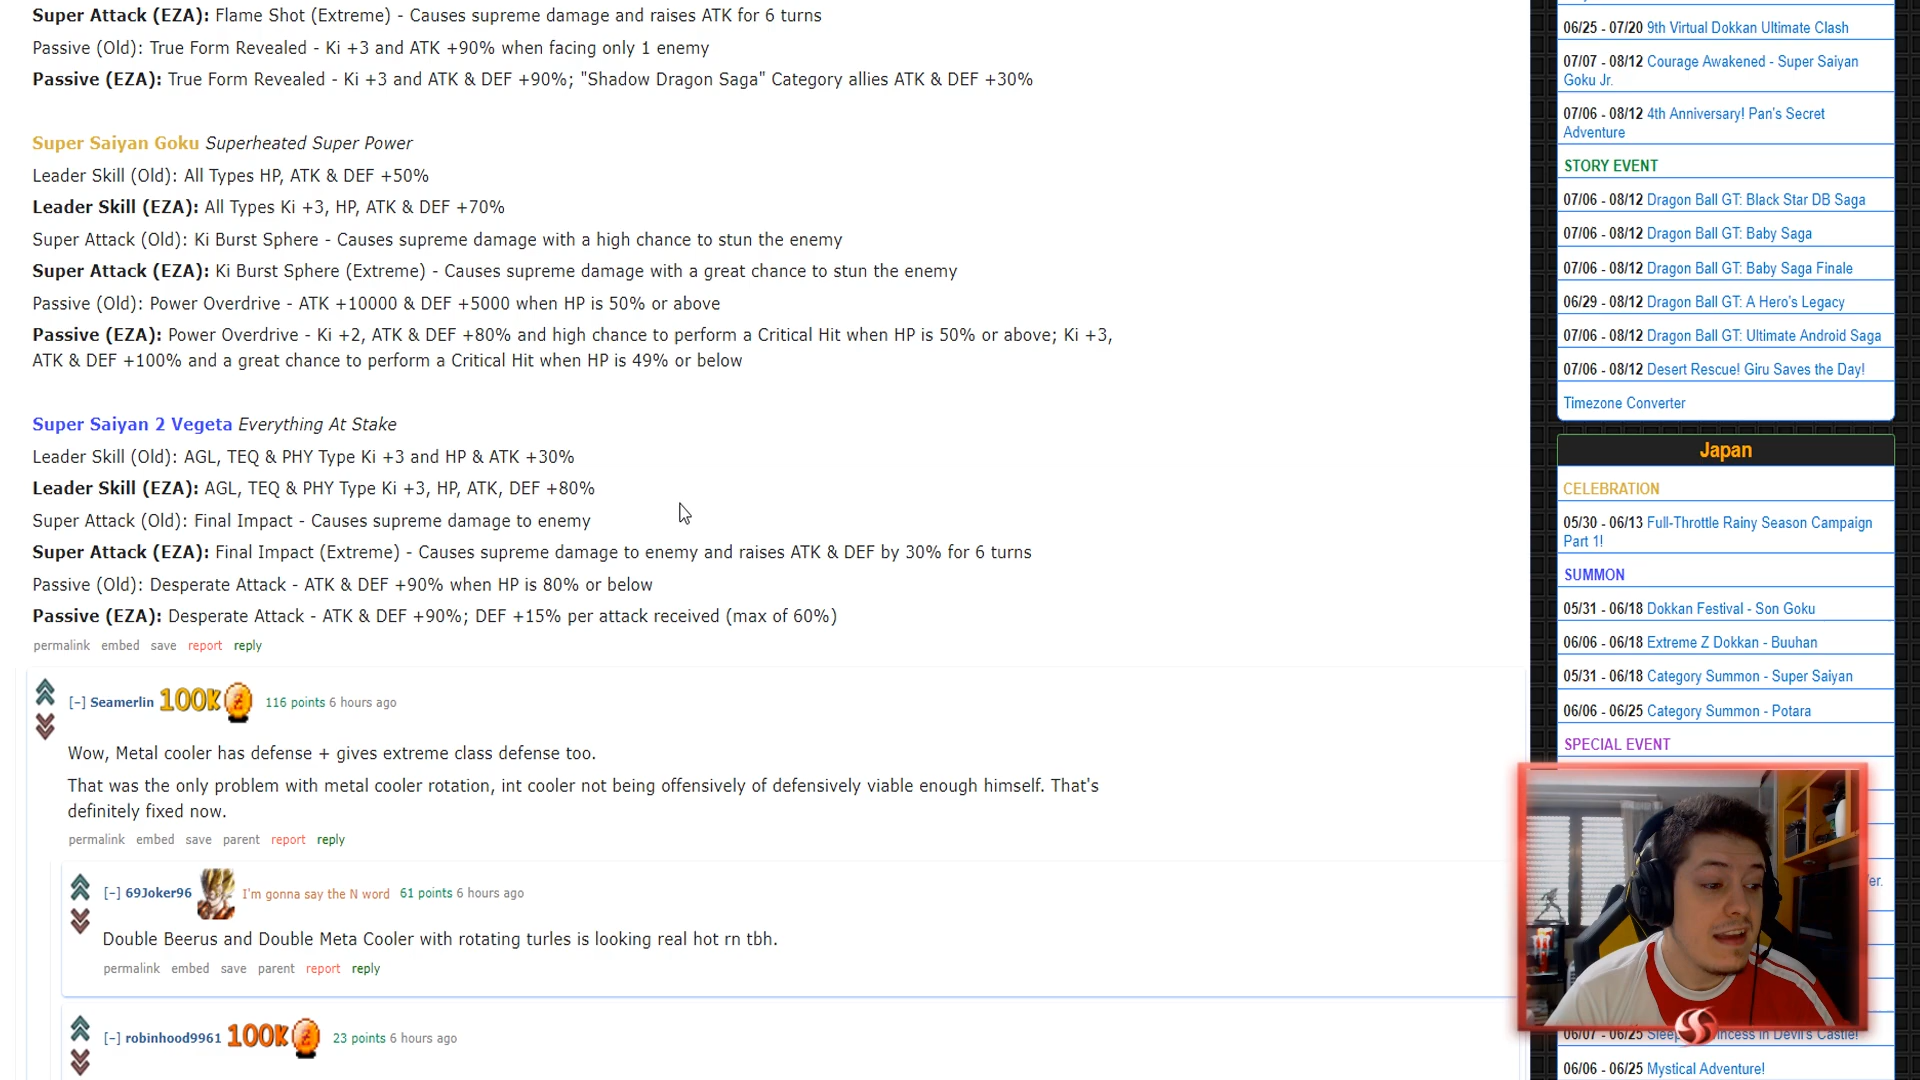 Super Attack (EZA): Flame Shot (Extreme) - Causes supreme damage and raises ATK for 6 turns
Passive (Old): True Form Revealed - Ki +3 and ATK +90% when facing only 1 enemy
Passive (EZA): True Form Revealed - Ki +3 and ATK & DEF +90%; "Shadow Dragon Saga" Category allies ATK & DEF +30%
Super Saiyan Goku Superheated Super Power
Leader Skill (Old): All Types HP, ATK & DEF +50%
Leader Skill (EZA): All Types Ki +3, HP, ATK & DEF +70%
Super Attack (Old): Ki Burst Sphere - Causes supreme damage with a high chance to stun the enemy
Super Attack (EZA): Ki Burst Sphere (Extreme) - Causes supreme damage with a great chance to stun the enemy
Passive (Old): Power Overdrive - ATK +10000 & DEF +5000 when HP is 50% or above
Passive (EZA): Power Overdrive - Ki +2, ATK & DEF +80% and high chance to perform a Critical Hit when HP is 50% or above; Ki +3,
ATK & DEF +100% and a great chance to perform a Critical Hit when HP is 49% or below
Super Saiyan 2 Vegeta Everything At Stake
Leader Skill (Old): AGL, TEQ & PHY Type Ki +3 and HP & ATK +30%
Leader Skill (EZA): AGL, TEQ & PHY Type Ki +3, HP, ATK, DEF +80%
Super Attack (Old): Final Impact - Causes supreme damage to enemy
Super Attack (EZA): Final Impact (Extreme) - Causes supreme damage to enemy and raises ATK & DEF by 30% for 6 turns
Passive (Old): Desperate Attack - ATK & DEF +90% when HP is 80% or below
Passive (EZA): Desperate Attack - ATK & DEF +90%; DEF +15% per attack received (max of 60%)
permalink embed save report reply
[-] Seamerlin 100K 116 points 6 hours ago
Wow, Metal cooler has defense + gives extreme class defense too.
That was the only problem with metal cooler rotation, int cooler not being offensively of defensively viable enough himself. That's
definitely fixed now.
permalink embed save parent report reply
[-] 69Joker96 I'm gonna say the N word 61 points 6 hours ago
Double Beerus and Double Meta Cooler with rotating turles is looking real hot rn tbh.
permalink embed save parent report reply
[-] robinhood9961 100K 23 points 6 hours ago
06/25 - 07/20 9th Virtual Dokkan Ultimate Clash
07/07 - 08/12 Courage Awakened - Super Saiyan
Goku Jr.
07/06 - 08/12 4th Anniversary! Pan's Secret
Adventure
STORY EVENT
07/06 - 08/12 Dragon Ball GT: Black Star DB Saga
07/06 - 08/12 Dragon Ball GT: Baby Saga
07/06 - 08/12 Dragon Ball GT: Baby Saga Finale
06/29 - 08/12 Dragon Ball GT: A Hero's Legacy
07/06 - 08/12 Dragon Ball GT: Ultimate Android Saga
07/06 - 08/12 Desert Rescue! Giru Saves the Day!
Timezone Converter
Japan
CELEBRATION
05/30 - 06/13 Full-Throttle Rainy Season Campaign
Part 1!
SUMMON
05/31 - 06/18 Dokkan Festival - Son Goku
06/06 - 06/18 Extreme Z Dokkan - Buuhan
05/31 - 06/18 Category Summon - Super Saiyan
06/06 - 06/25 Category Summon - Potara
SPECIAL EVENT
06/07 - 06/25 in Devil's Castle!
06/06 - 06/25 Mystical Adventure!